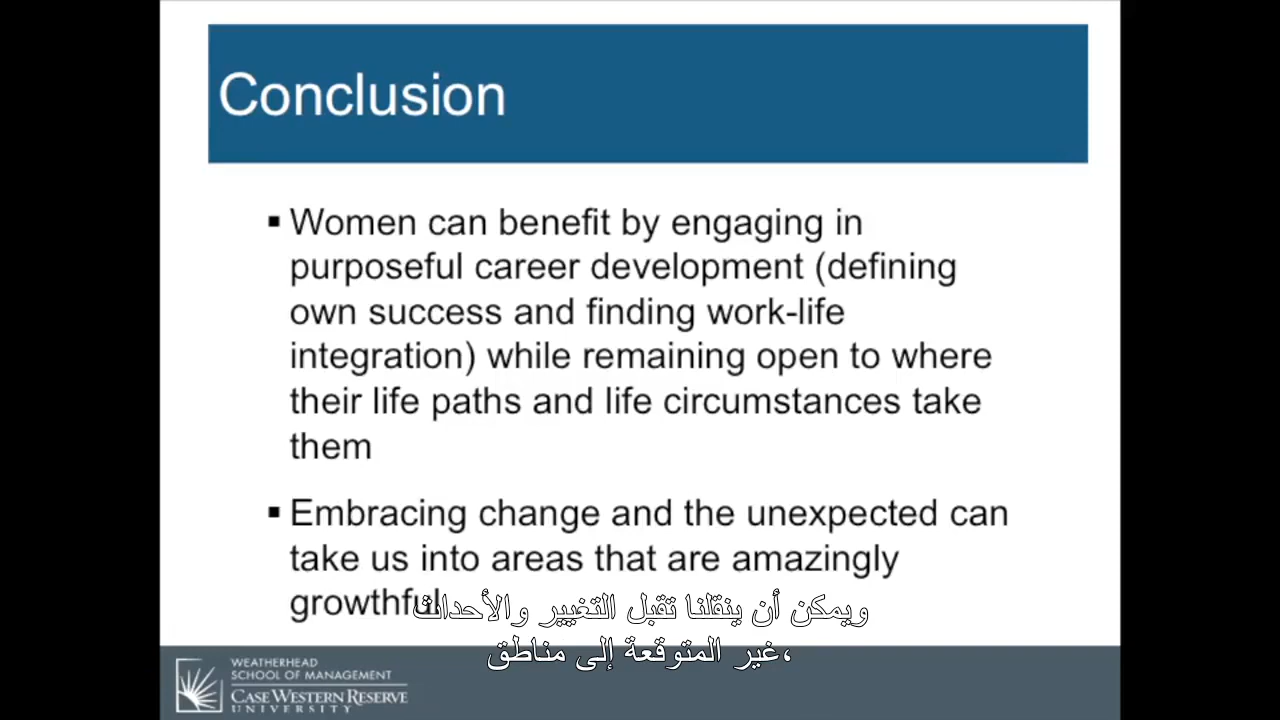 Conclusion
▪ Women can benefit by engaging in
purposeful career development (defining
own success and finding work-life
integration) while remaining open to where
their life paths and life circumstances take
them
▪ Embracing change and the unexpected can
take us into areas that are amazingly
growthful
ويمكن أن ينقلنا تقبل التغيير والأحداث
غير المتوقعة إلى مناطق،
WEATHERHEAD
SCHOOL OF MANAGEMENT
CASE WESTERN RESERVE
UNIVERSITY